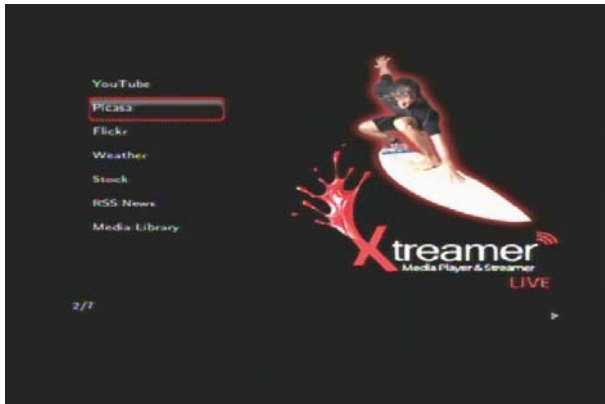 YouTube
Picasa
Flickr
Weather
Stock
RSS News
Media Library
Xtreamer
Media Player & Streamer
LIVE
2/7